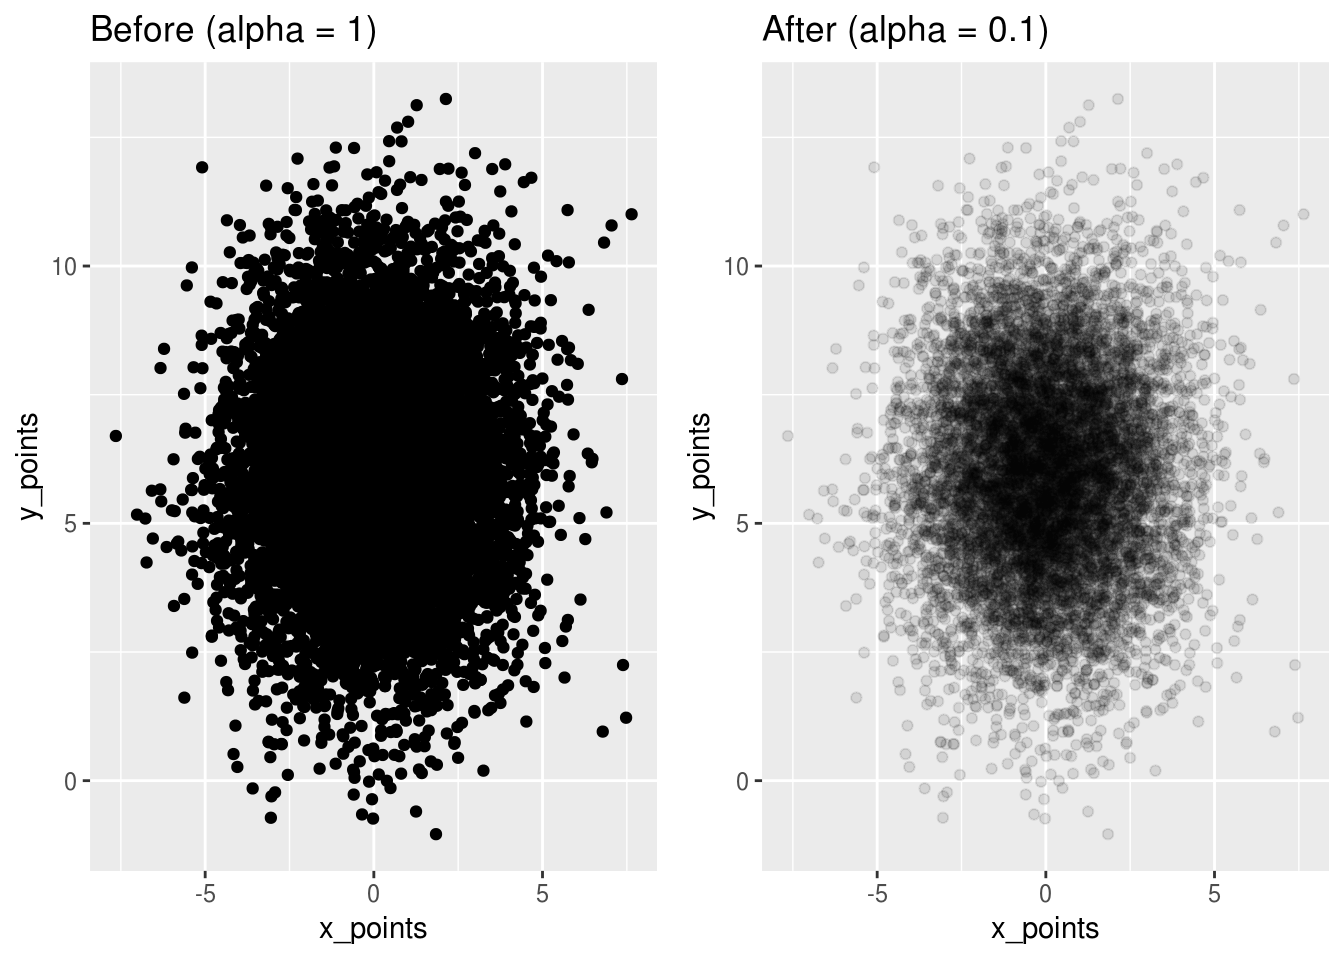 Before (alpha = 1)
y_points
10
5
0
-5
0
5
x_points
After (alpha = 0.1)
y_points
10
5
0
-5
0
5
x_points